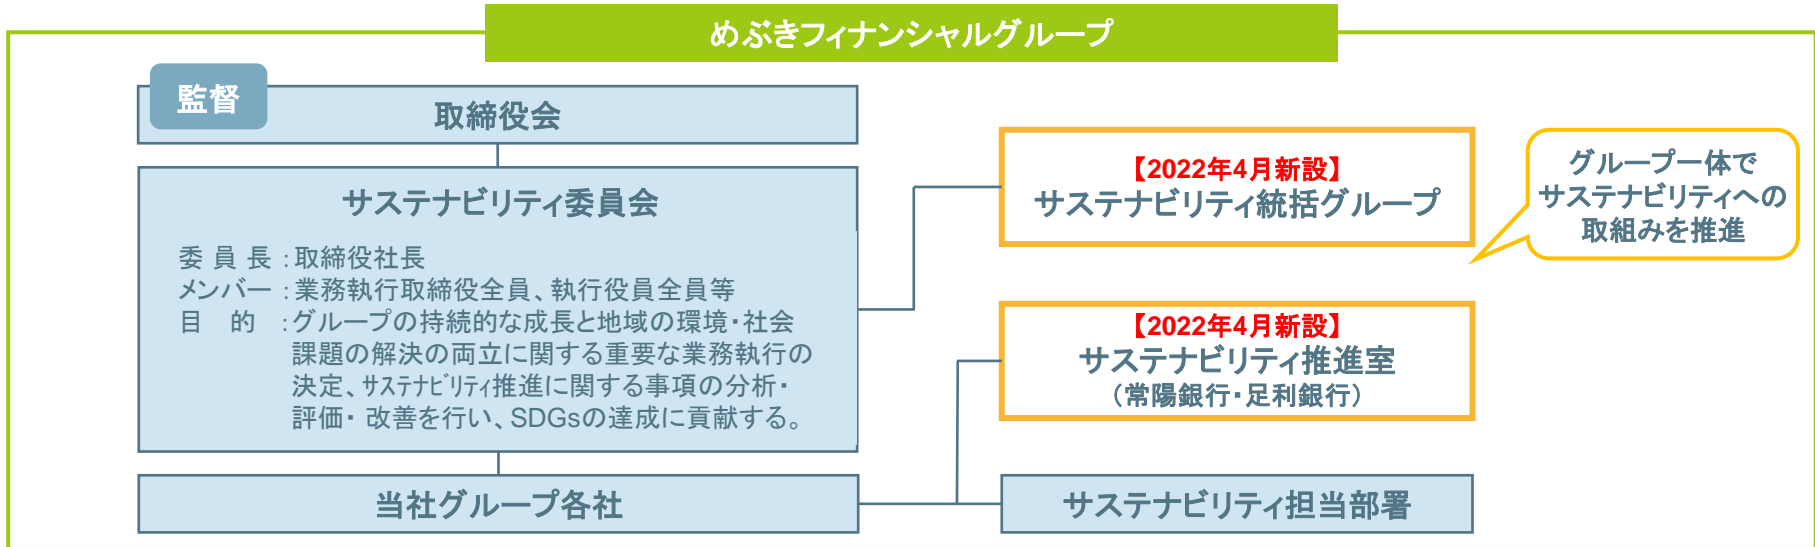 めぶきフィナンシャルグループ
監督
取締役会
サステナビリティ委員会
委 員 長 :取締役社長
メンバー :業務執行取締役全員、執行役員全員等
目 的 :グループの持続的な成長と地域の環境・社会
課題の解決の両立に関する重要な業務執行の
決定、ｻｽﾃﾅﾋﾞﾘﾃｨ推進に関する事項の分析・
評価・ 改善を行い、SDGsの達成に貢献する。
当社グループ各社
【2022年4月新設】
サステナビリティ統括グループ
グループ一体で
サステナビリティへの
取組みを推進
【2022年4月新設】
サステナビリティ推進室
（常陽銀行・足利銀行）
サステナビリティ担当部署